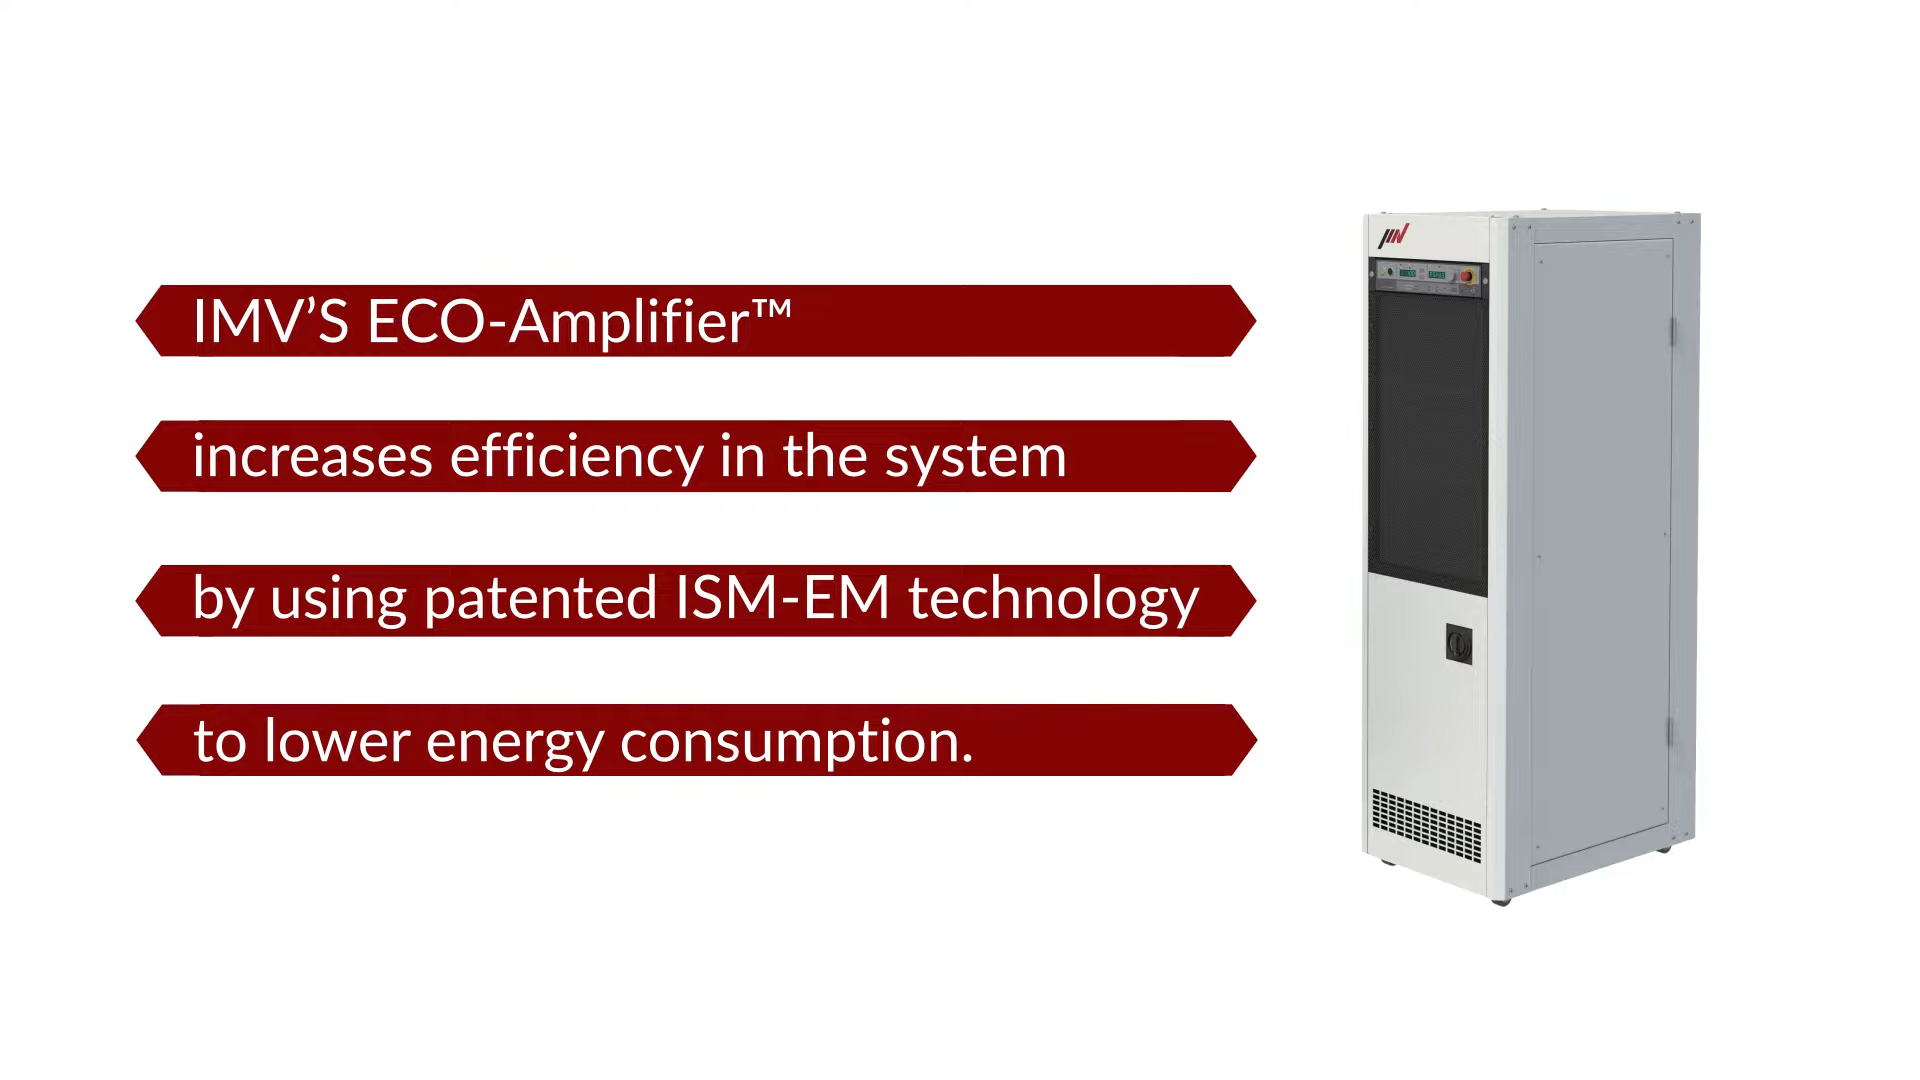 IMV’S ECO-Amplifier™
increases efficiency in the system
by using patented ISM-EM technology
to lower energy consumption.